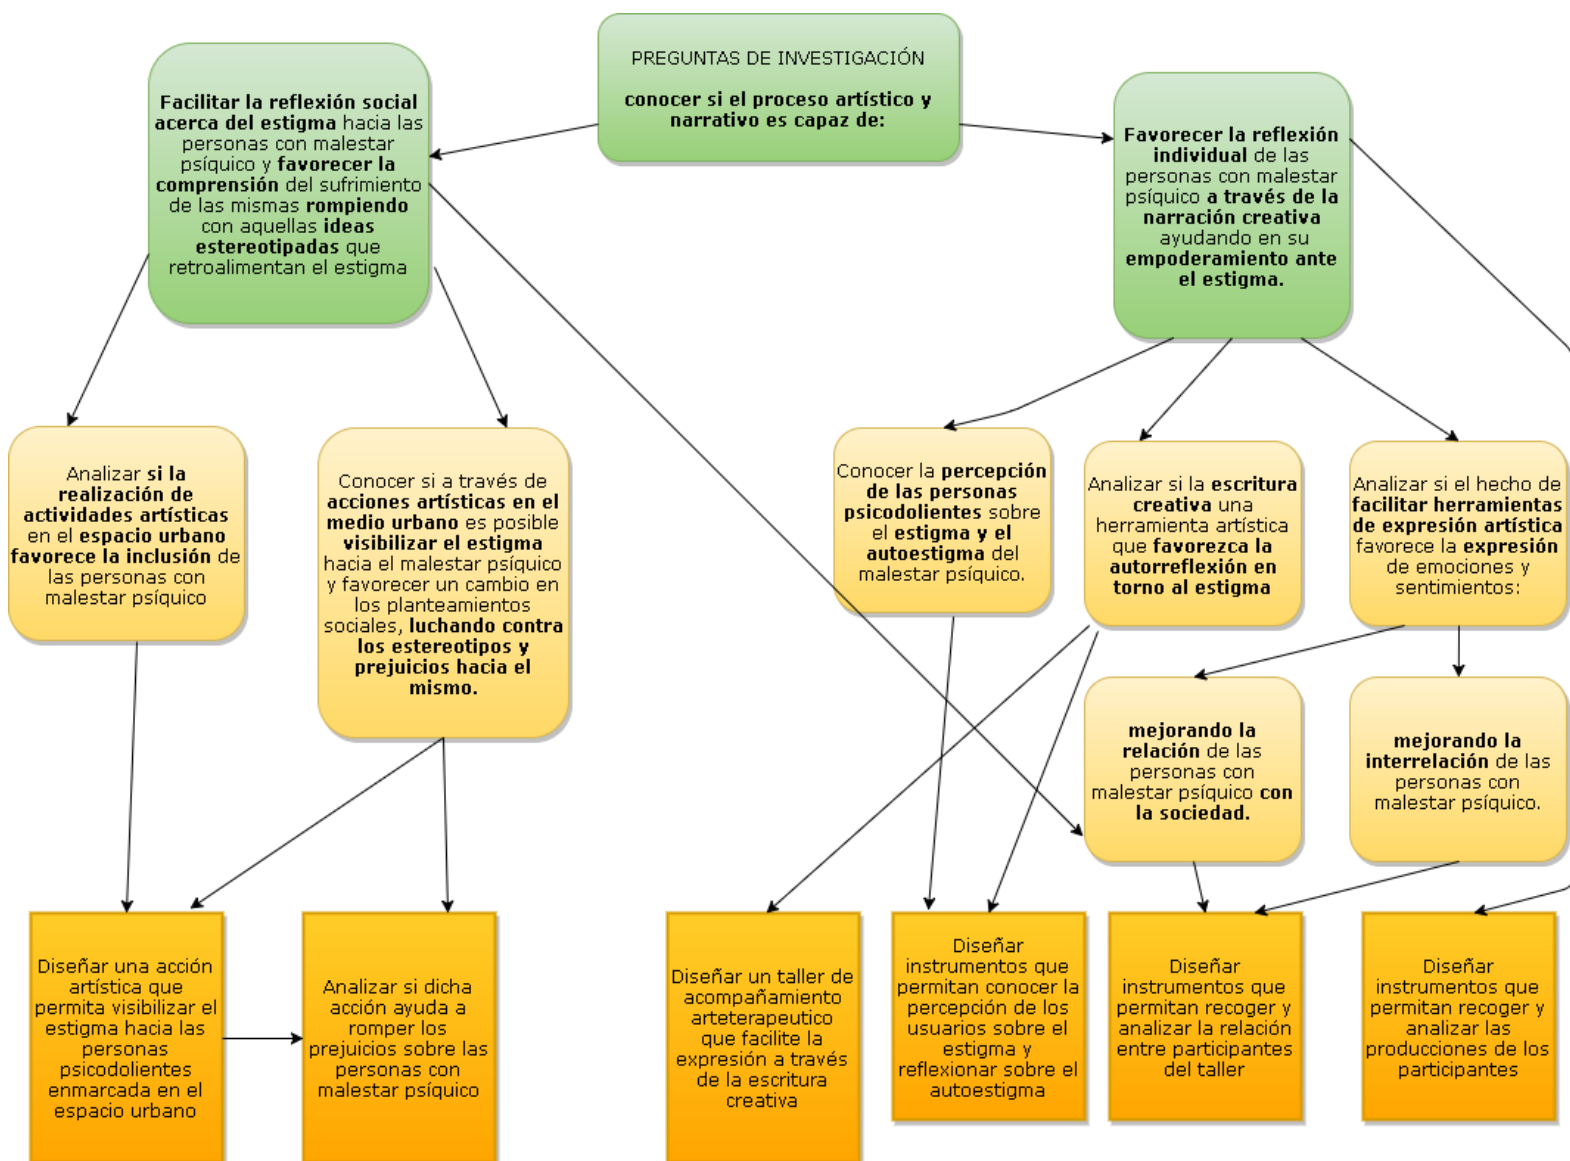 PREGUNTAS DE INVESTIGACIÓN
conocer si el proceso artístico y
narrativo es capaz de:
Facilitar la reflexión social
acerca del estigma hacia las
personas con malestar
psíquico y favorecer la
comprensión del sufrimiento
de las mismas rompiendo
con aquellas ideas
estereotipadas que
retroalimentan el estigma
Favorecer la reflexión
individual de las
personas con malestar
psíquico a través de la
narración creativa
ayudando en su
empoderamiento ante
el estigma.
Analizar si la
realización de
actividades artísticas
en el espacio urbano
favorece la inclusión de
las personas con
malestar psíquico
Conocer si a través de
acciones artísticas en el
medio urbano es posible
visibilizar el estigma
hacia el malestar psíquico
y favorecer un cambio en
los planteamientos
sociales, luchando contra
los estereotipos y
prejuicios hacia el
mismo.
Conocer la percepción
de las personas
psicodolientes sobre
el estigma y el
autoestigma del
malestar psíquico.
Analizar si la escritura
creativa una
herramienta artística
que favorezca la
autorreflexión en
torno al estigma
Analizar si el hecho de
facilitar herramientas
de expresión artística
favorece la expresión
de emociones y
sentimientos:
mejorando la
relación de las
personas con
malestar psíquico con
la sociedad.
mejorando la
interrelación de las
personas con
malestar psíquico.
Diseñar una acción
artística que
permita visibilizar el
estigma hacia las
personas
psicodolientes
enmarcada en el
espacio urbano
Analizar si dicha
acción ayuda a
romper los
prejuicios sobre las
personas con
malestar psíquico
Diseñar un taller de
acompañamiento
arteterapeutico
que facilite la
expresión a través
de la escritura
creativa
Diseñar
instrumentos que
permitan conocer la
percepción de los
usuarios sobre el
estigma y
reflexionar sobre el
autoestigma
Diseñar
instrumentos que
permitan recoger y
analizar la relación
entre participantes
del taller
Diseñar
instrumentos que
permitan recoger y
analizar las
producciones de los
participantes